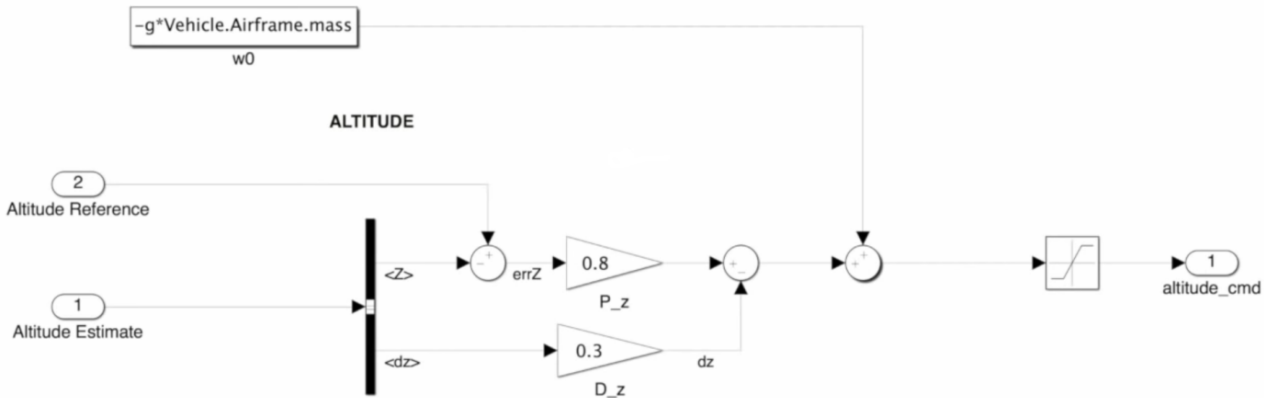 -g*Vehicle.Airframe.mass
w0
ALTITUDE
2
Altitude Reference
<Z>
errZ
0.8
P_z
1
altitude_cmd
1
Altitude Estimate
<dz>
0.3
dz
D_z